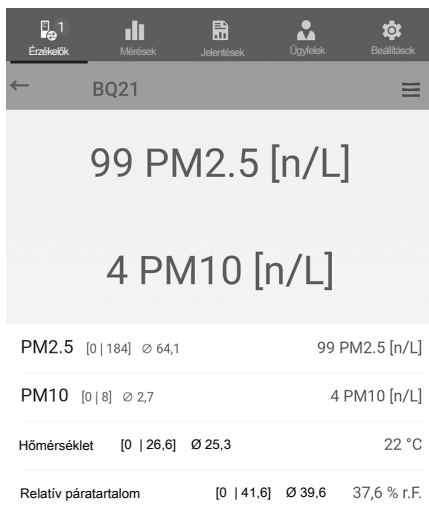 1
Érzékelők Mérések Jelentések Ügyfelek Beállítások
← BQ21
99 PM2.5 [n/L]
4 PM10 [n/L]
PM2.5 [0 | 184] ∅ 64,1 99 PM2.5 [n/L]
PM10 [0 | 8] ∅ 2,7 4 PM10 [n/L]
Hőmérséklet [0 | 26,6] Ø 25,3 22 °C
Relatív páratartalom [0 | 41,6] Ø 39,6 37,6 % r.F.